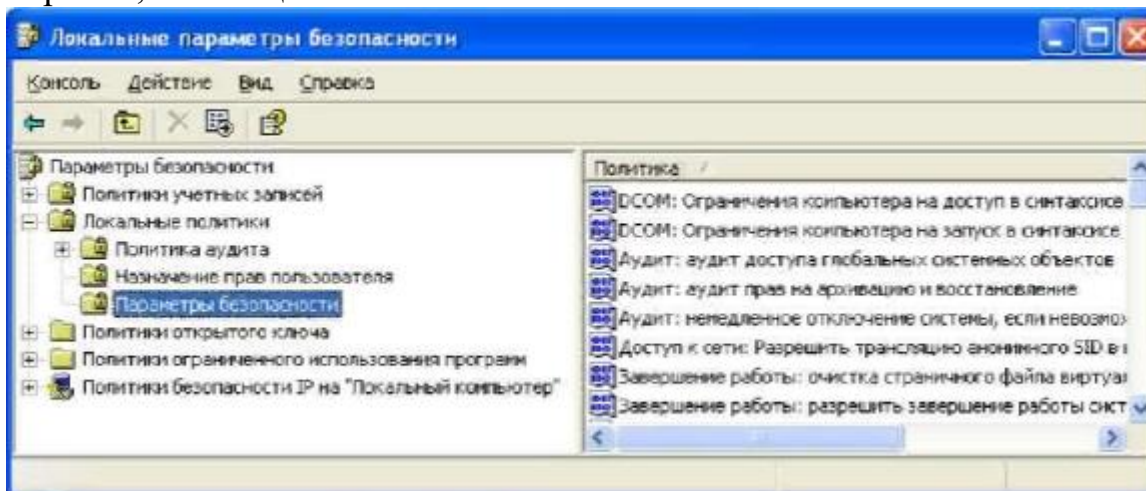 Локальные параметры безопасности
Консоль Действие Вид Справка
Параметры безопасности
Политики учетных записей
Локальные политики
Политика аудита
Назначение прав пользователя
Параметры безопасности
Политики открытого ключа
Политики ограниченного использования программ
Политики безопасности IP на "Локальный компьютер"
Политика
DCOM: Ограничения компьютера на доступ в синтаксисе
DCOM: Ограничения компьютера на запуск в синтаксисе
Аудит: аудит доступа глобальных системных объектов
Аудит: аудит прав на архивацию и восстановление
Аудит: немедленное отключение системы, если невозмож
Доступ к сети: Разрешить трансляцию анонимного SID в
Завершение работы: очистка страничного файла виртуа
Завершение работы: разрешить завершение работы сист